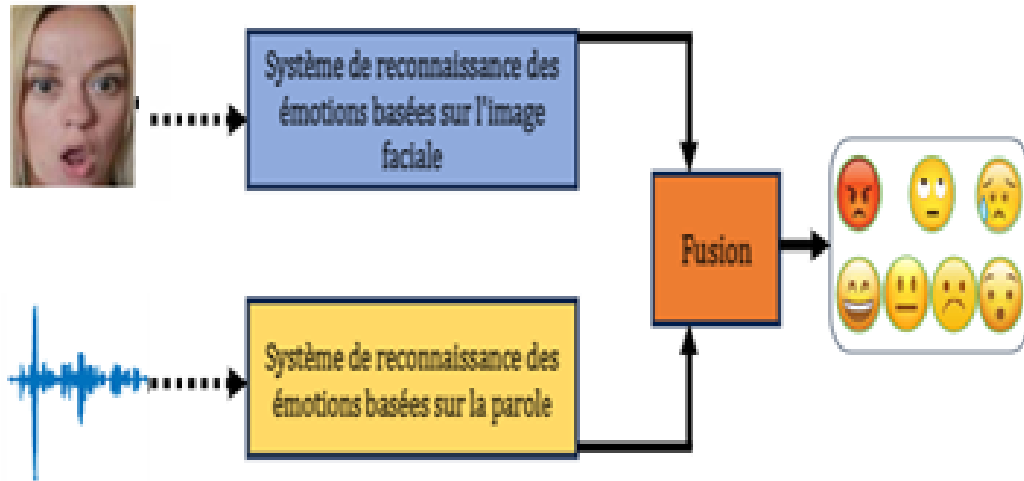 Système de reconnaissance des
émotions basées sur l'image
faciale
Fusion
Système de reconnaissance des
émotions basées sur la parole